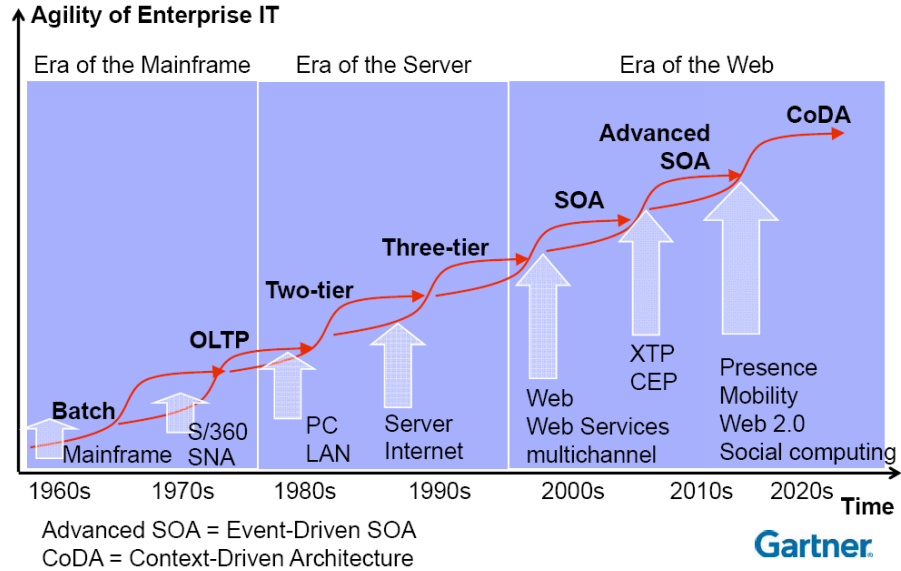 Agility of Enterprise IT
Era of the Mainframe
Era of the Server
Era of the Web
CoDA
Advanced
SOA
SOA
Three-tier
Two-tier
OLTP
Batch
Mainframe
S/360
SNA
PC
LAN
Server
Internet
Web
Web Services
multichannel
XTP
CEP
Presence
Mobility
Web 2.0
Social computing
1960s
1970s
1980s
1990s
2000s
2010s
2020s
Time
Advanced SOA = Event-Driven SOA
CoDA = Context-Driven Architecture
Gartner